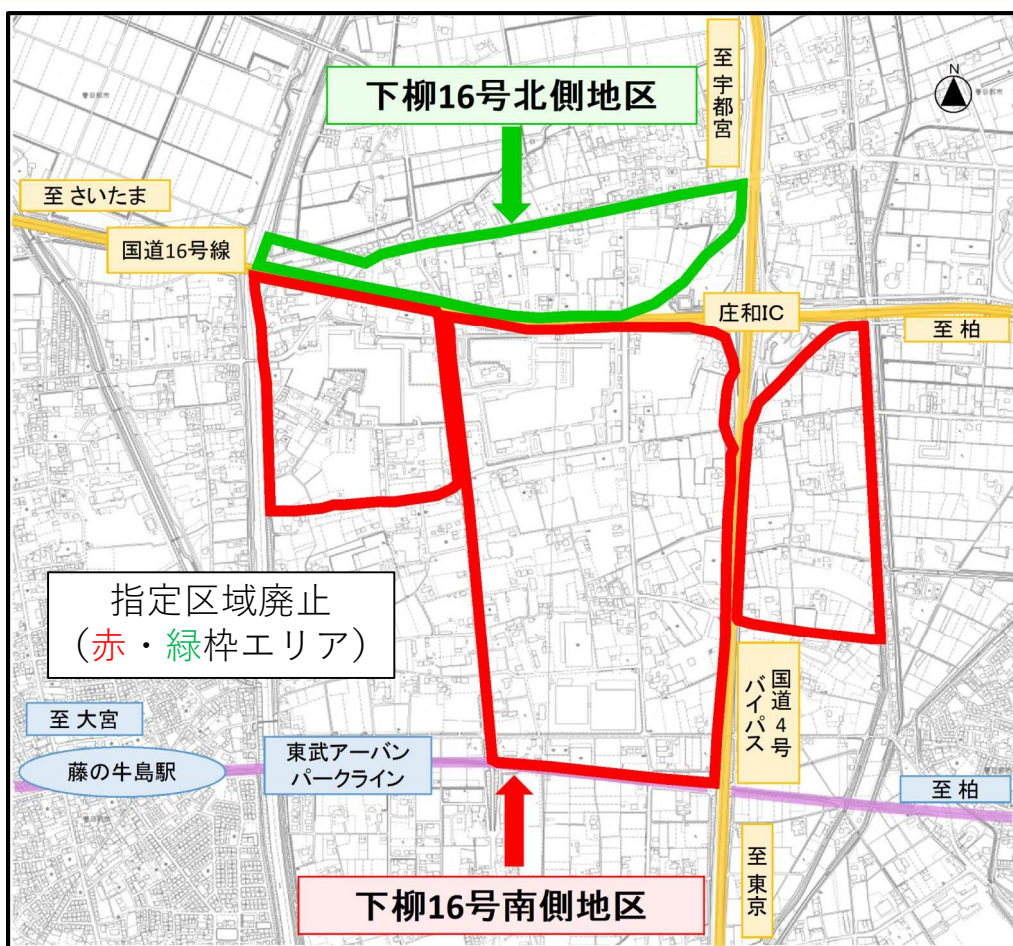 至 宇都宮
下柳16号北側地区
N
春日部市
至 さいたま
国道16号線
庄和IC
至 柏
指定区域廃止
（赤・緑枠エリア）
国道4号
バイパス
至 大宮
藤の牛島駅
東武アーバン
パークライン
至 柏
至 東京
下柳16号南側地区